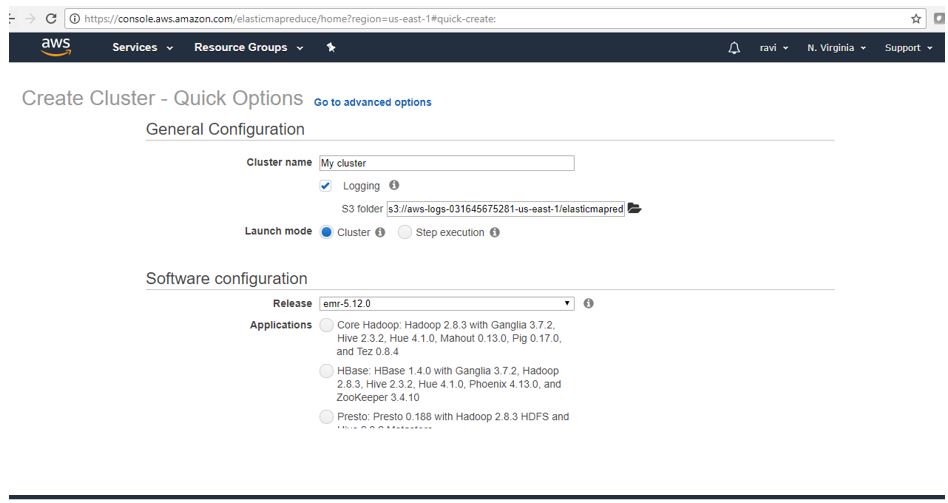 https://console.aws.amazon.com/elasticmapreduce/home?region=us-east-1#quick-create:
aws Services Resource Groups ravi N. Virginia Support
Create Cluster - Quick Options Go to advanced options
General Configuration
Cluster name My cluster
Logging
S3 folder s3://aws-logs-031645675281-us-east-1/elasticmapred
Launch mode Cluster Step execution
Software configuration
Release emr-5.12.0
Applications Core Hadoop: Hadoop 2.8.3 with Ganglia 3.7.2,
Hive 2.3.2, Hue 4.1.0, Mahout 0.13.0, Pig 0.17.0,
and Tez 0.8.4
HBase: HBase 1.4.0 with Ganglia 3.7.2, Hadoop
2.8.3, Hive 2.3.2, Hue 4.1.0, Phoenix 4.13.0, and
ZooKeeper 3.4.10
Presto: Presto 0.188 with Hadoop 2.8.3 HDFS and